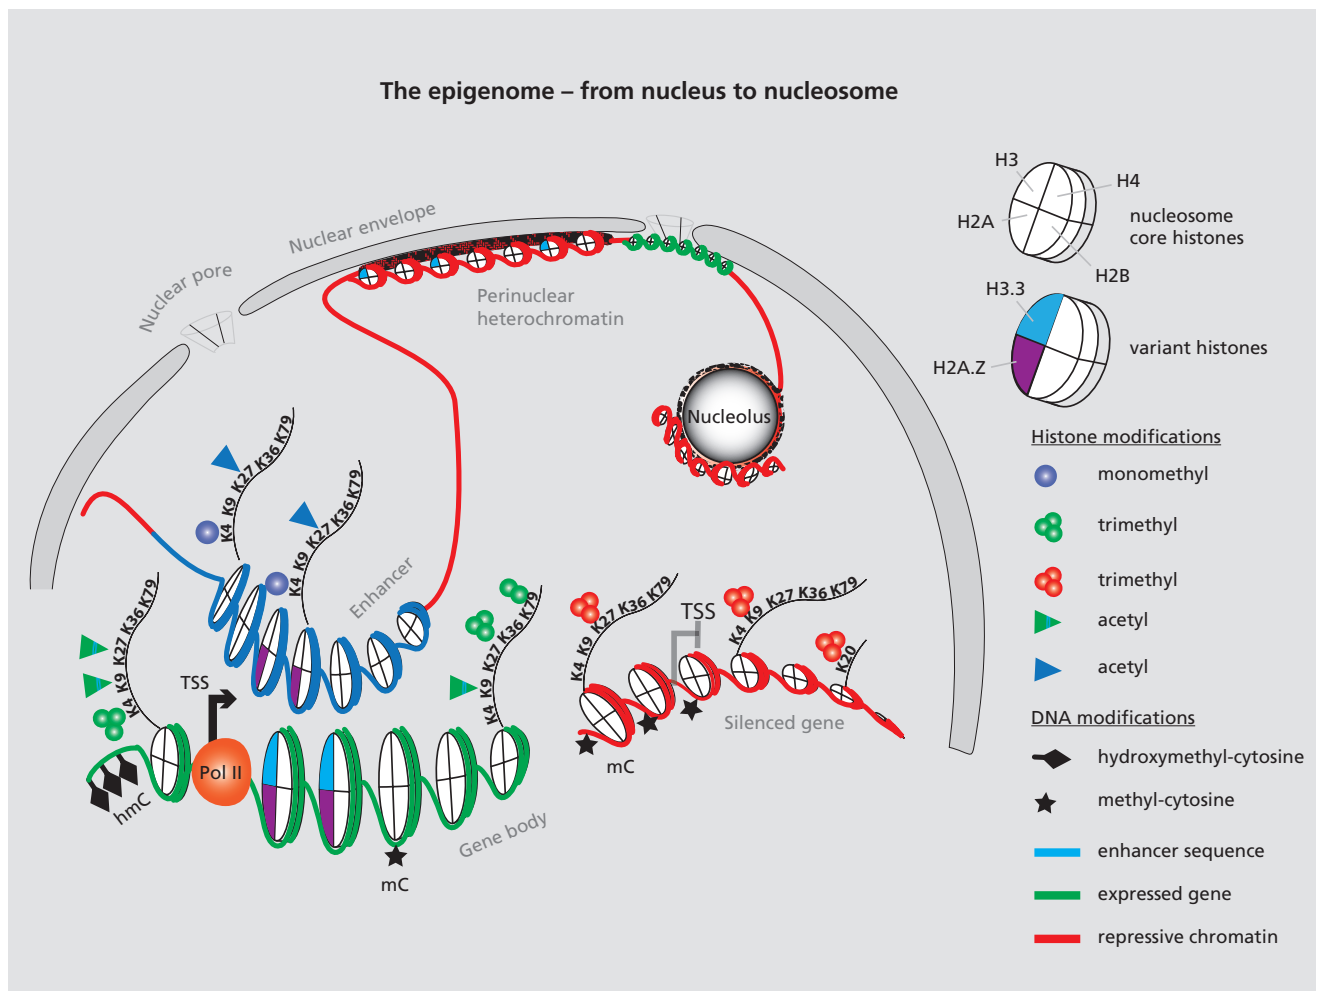 The epigenome – from nucleus to nucleosome
H3
H4
H2A
nucleosome
core histones
H2B
H3.3
H2A.Z
variant histones
Nuclear envelope
Nuclear pore
Perinuclear
heterochromatin
Nucleolus
Histone modifications
monomethyl
trimethyl
trimethyl
acetyl
acetyl
DNA modifications
hydroxymethyl-cytosine
methyl-cytosine
enhancer sequence
expressed gene
repressive chromatin
K4 K9 K27 K36 K79
K4 K9 K27 K36 K79
Enhancer
K4 K9 K27 K36 K79
TSS
Pol II
hmC
K4 K9 K27 K36 K79
Gene body
mC
K4 K9 K27 K36 K79
TSS
K4 K9 K27 K36 K79
K20
Silenced gene
mC